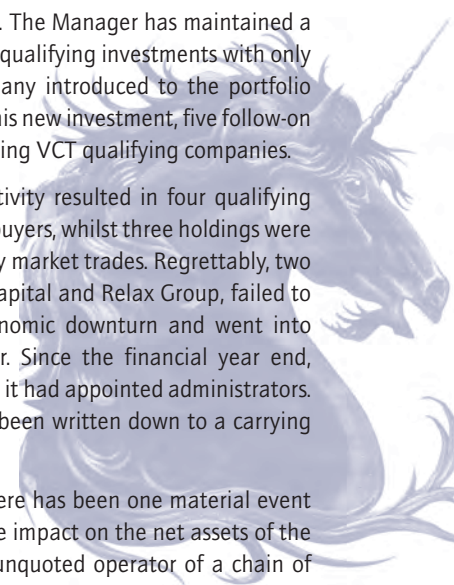 . The Manager has maintained a
qualifying investments with only
any introduced to the portfolio
his new investment, five follow-on
ing VCT qualifying companies.
tivity resulted in four qualifying
buyers, whilst three holdings were
y market trades. Regrettably, two
apital and Relax Group, failed to
nomic downturn and went into
r. Since the financial year end,
it had appointed administrators.
been written down to a carrying
ere has been one material event
e impact on the net assets of the
unquoted operator of a chain of